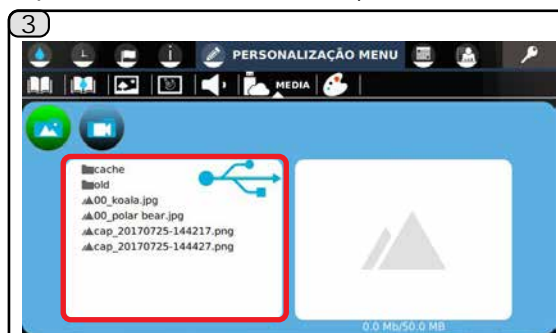 3
PERSONALIZAÇÃO MENU
MEDIA
cache
old
00_koala.jpg
00_polar bear.jpg
cap_20170725-144217.png
cap_20170725-144427.png
0.0 Mb/50.0 MB